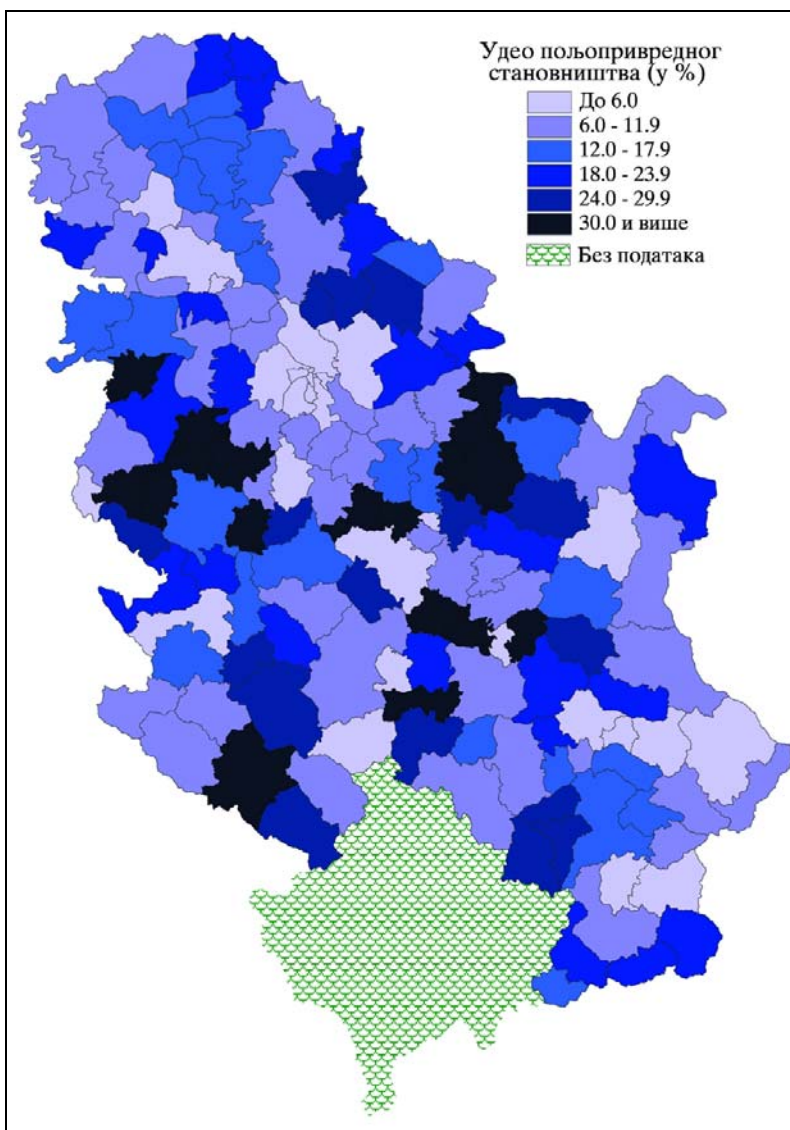 Удео пољопривредног
становништва (у %)
До 6.0
6.0 - 11.9
12.0 - 17.9
18.0 - 23.9
24.0 - 29.9
30.0 и више
Без података